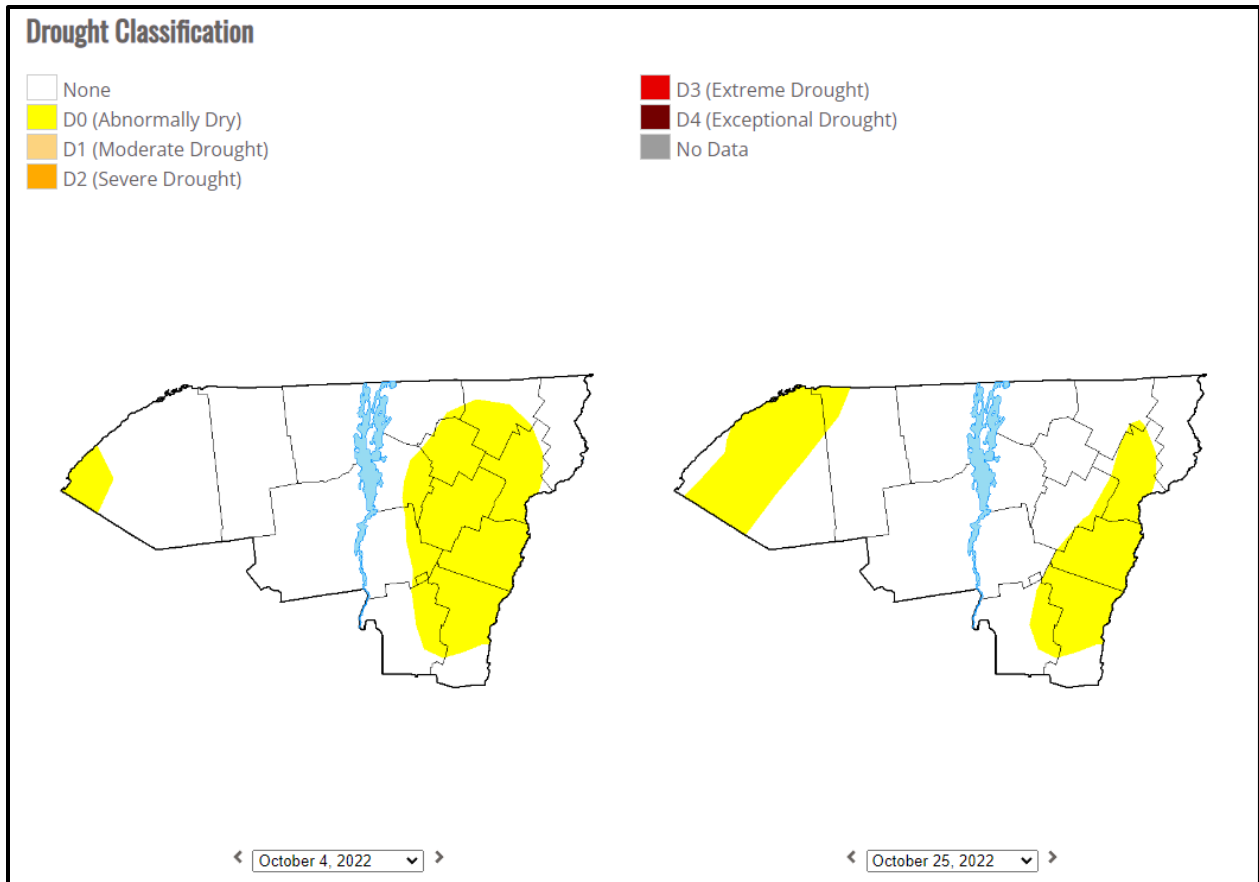 Drought Classification
None
D0 (Abnormally Dry)
D1 (Moderate Drought)
D2 (Severe Drought)
D3 (Extreme Drought)
D4 (Exceptional Drought)
No Data
October 4, 2022
October 25, 2022